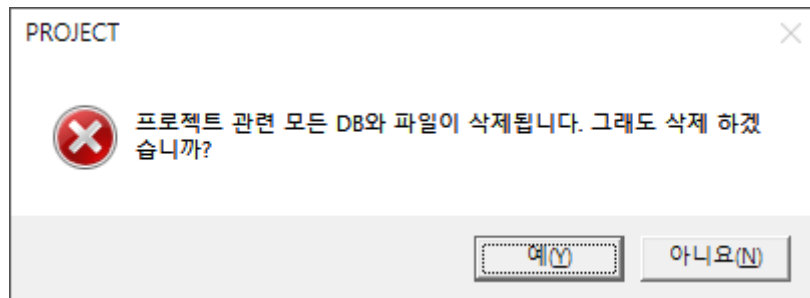 PROJECT
프로젝트 관련 모든 DB와 파일이 삭제됩니다. 그래도 삭제 하겠
습니까?
예(Y) 아니요(N)